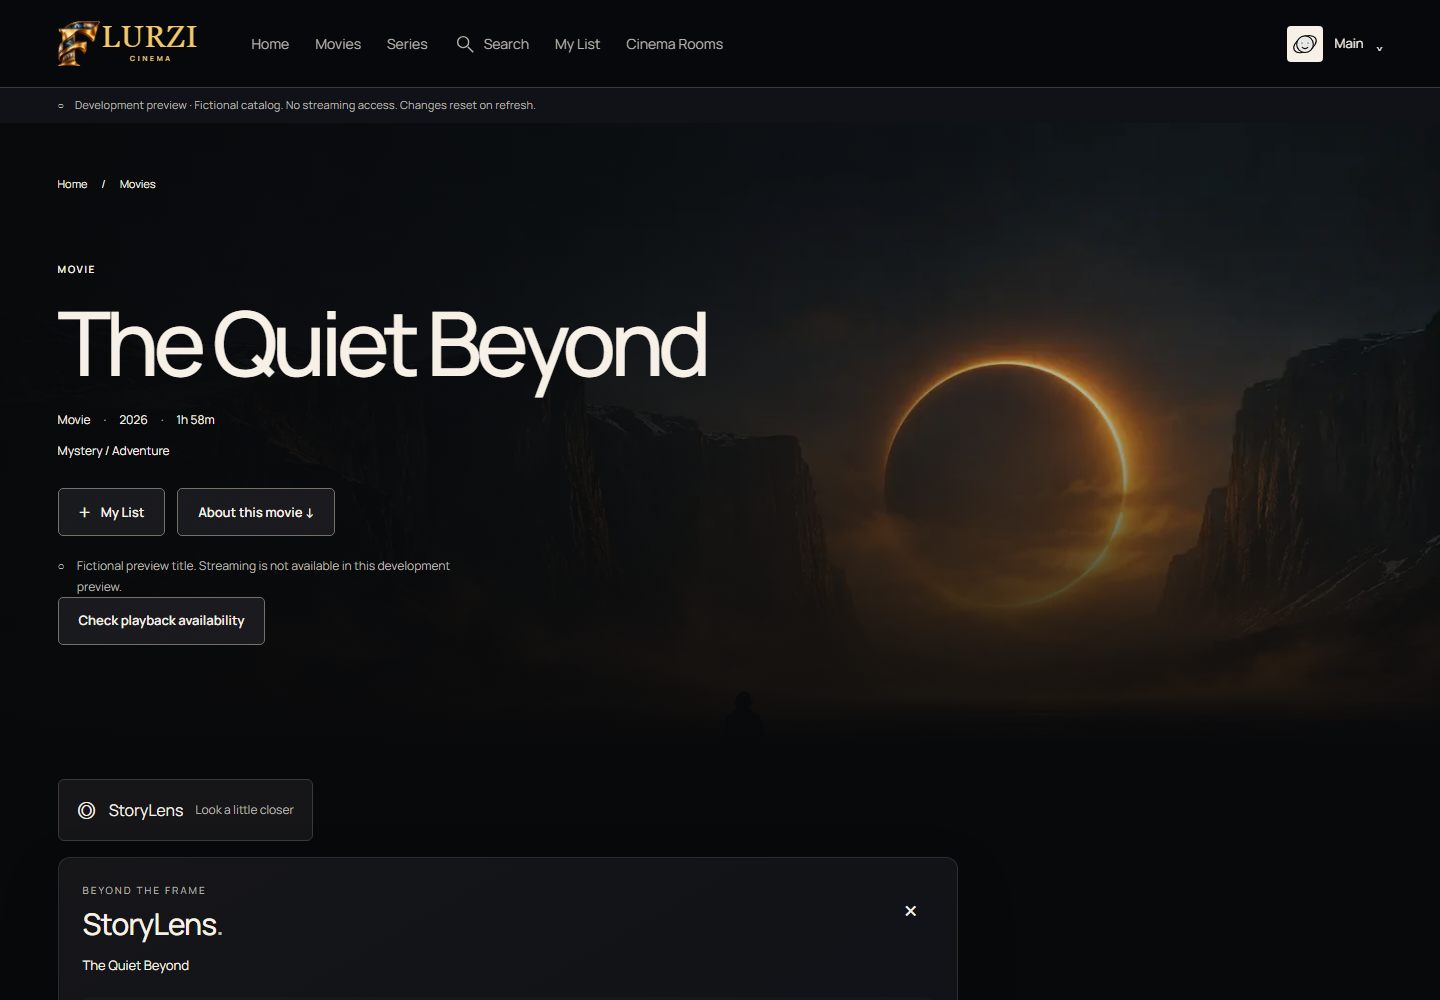 FLURZI
CINEMA
Home
Movies
Series
Search
My List
Cinema Rooms
Main
Development preview · Fictional catalog. No streaming access. Changes reset on refresh.
Home / Movies
MOVIE
The Quiet Beyond
Movie · 2026 · 1h 58m
Mystery / Adventure
+ My List
About this movie ↓
Fictional preview title. Streaming is not available in this development
preview.
Check playback availability
StoryLens Look a little closer
BEYOND THE FRAME
StoryLens.
×
The Quiet Beyond